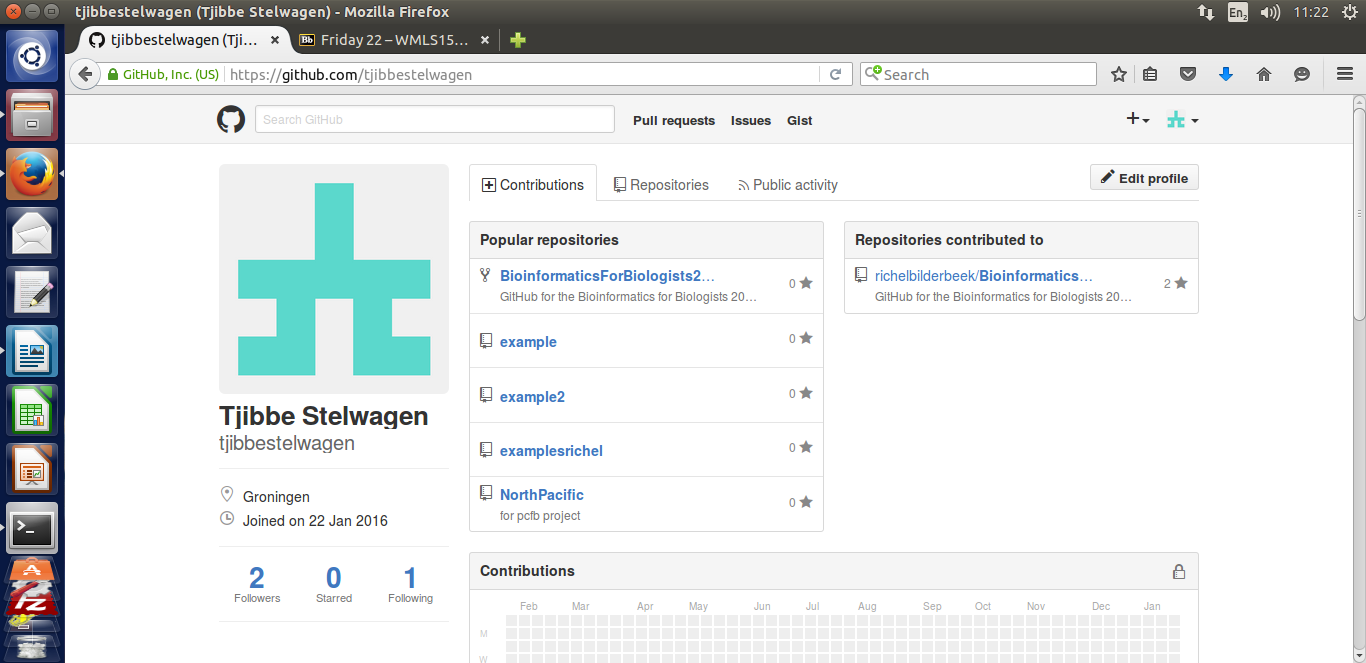 tjibbestelwagen (Tjibbe Stelwagen) - Mozilla Firefox
En2
11:22
tjibbestelwagen (Tji...
Bb
Friday 22 – WMLS15...
GitHub, Inc. (US)
https://github.com/tjibbestelwagen
Search
Search GitHub
Pull requests
Issues
Gist
Contributions
Repositories
Public activity
Edit profile
Popular repositories
BioinformaticsForBiologists2...
0
GitHub for the Bioinformatics for Biologists 20...
example
0
example2
0
examplesrichel
0
NorthPacific
0
for pcfb project
Repositories contributed to
richelbilderbeek/Bioinformatics...
2
GitHub for the Bioinformatics for Biologists 20...
Tjibbe Stelwagen
tjibbestelwagen
Groningen
Joined on 22 Jan 2016
2 0 1
Followers Starred Following
Contributions
Feb Mar Apr May Jun Jul Aug Sep Oct Nov Dec Jan
M
W
>_
A
Fz